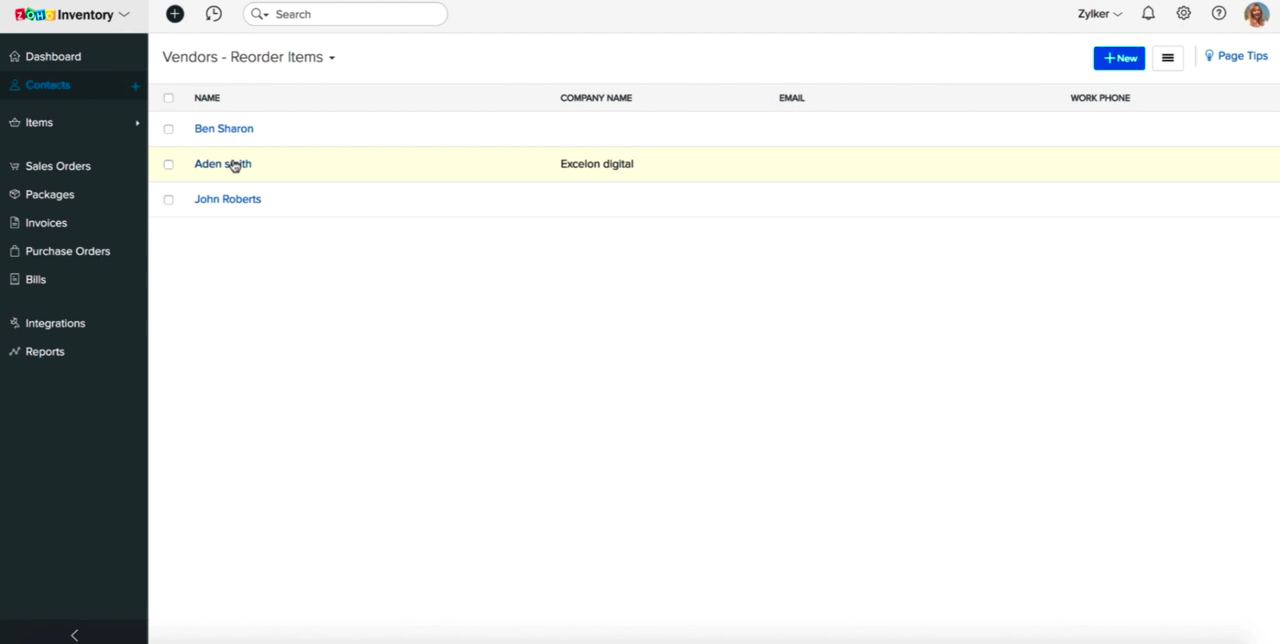 ZOHO Inventory
Search
Zylker
Dashboard
Contacts
Items
Sales Orders
Packages
Invoices
Purchase Orders
Bills
Integrations
Reports
Vendors - Reorder Items
+ New
Page Tips
NAME COMPANY NAME EMAIL WORK PHONE
Ben Sharon
Aden smith Excelon digital
John Roberts